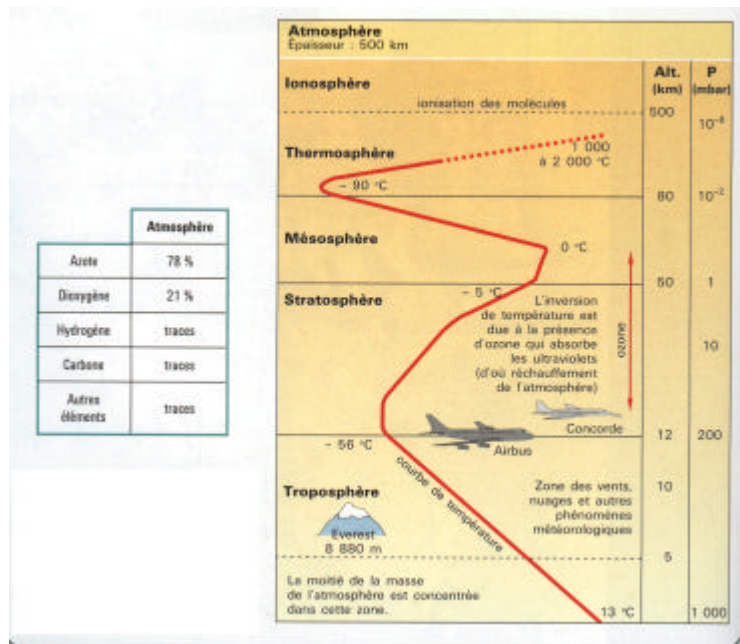 Atmosphère
Azote 78 %
Dioxygène 21 %
Hydrogène traces
Carbone traces
Autres
éléments traces
Atmosphère
Épaisseur : 500 km
Alt.
(km)
P
(mbar)
Ionosphère
ionisation des molécules
500
10⁻⁸
Thermosphère
1 000
à 2 000 °C
– 90 °C
80
10⁻²
Mésosphère
0 °C
– 5 °C
50
1
Stratosphère
L'inversion
de température est
due à la présence
d'ozone qui absorbe
les ultraviolets
(d'où réchauffement
de l'atmosphère)
ozone
10
Concorde
Airbus
– 56 °C
12
200
courbe de température
Troposphère
10
Zone des vents,
nuages et autres
phénomènes
météorologiques
Everest
8 880 m
5
La moitié de la masse
de l'atmosphère est concentrée
dans cette zone.
13 °C
1 000